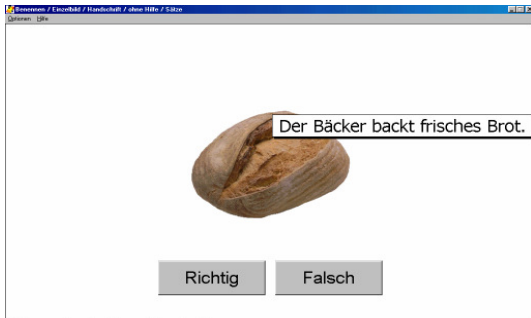 Benennen / Einzelbild / Handschrift / ohne Hilfe / Sätze
Optionen Hilfe
Der Bäcker backt frisches Brot.
Richtig Falsch